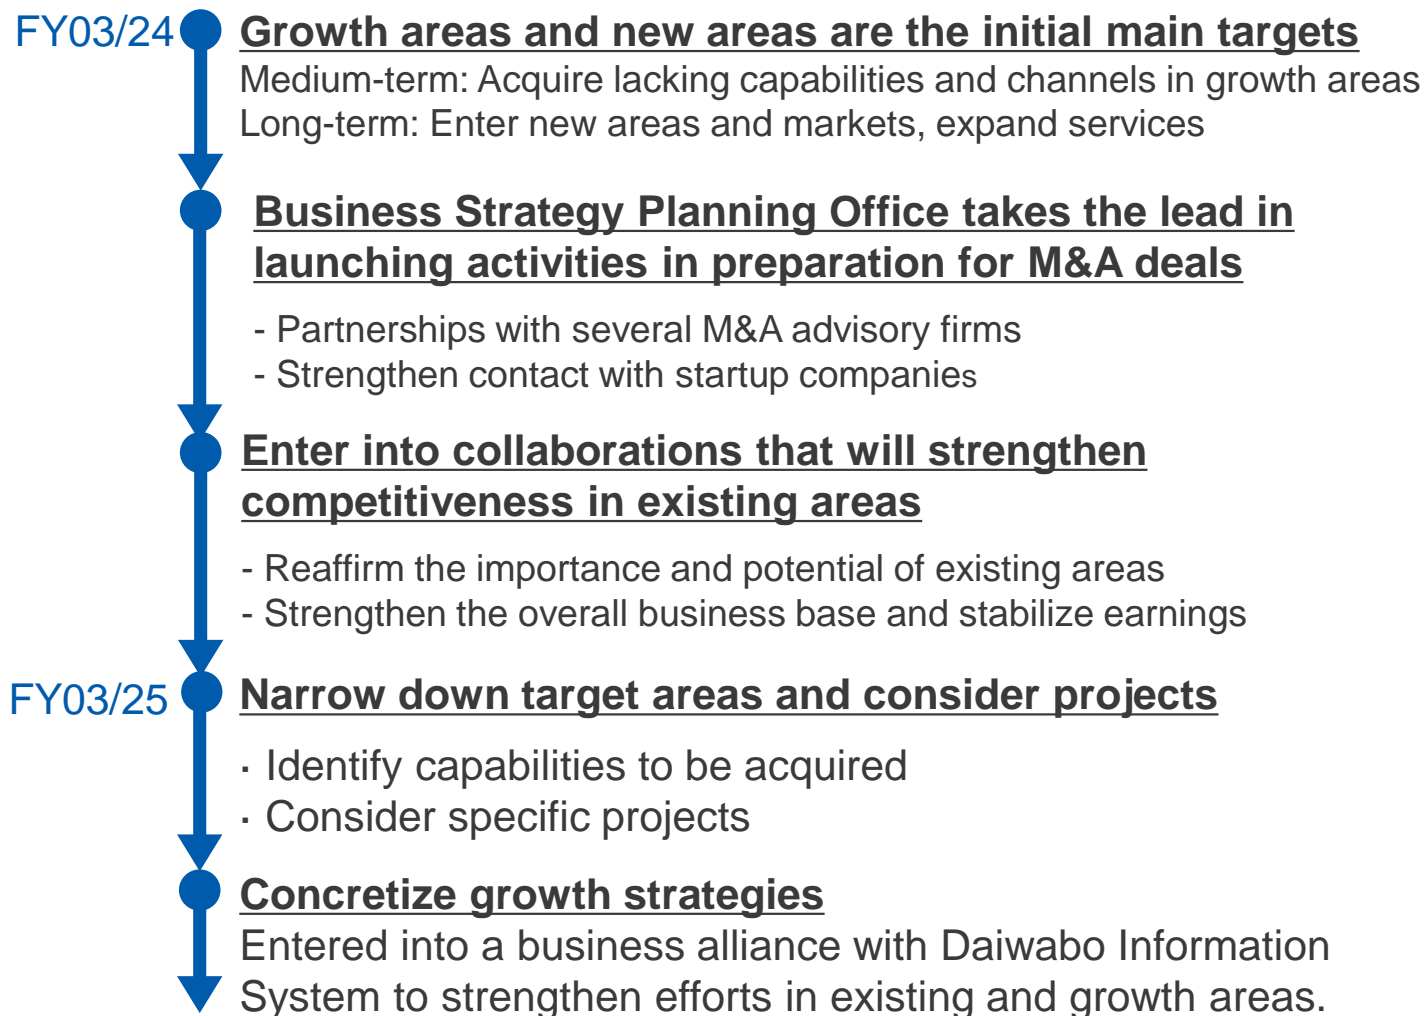 FY03/24
Growth areas and new areas are the initial main targets
Medium-term: Acquire lacking capabilities and channels in growth areas
Long-term: Enter new areas and markets, expand services
Business Strategy Planning Office takes the lead in
launching activities in preparation for M&A deals
- Partnerships with several M&A advisory firms
- Strengthen contact with startup companies
Enter into collaborations that will strengthen
competitiveness in existing areas
- Reaffirm the importance and potential of existing areas
- Strengthen the overall business base and stabilize earnings
FY03/25
Narrow down target areas and consider projects
· Identify capabilities to be acquired
· Consider specific projects
Concretize growth strategies
Entered into a business alliance with Daiwabo Information
System to strengthen efforts in existing and growth areas.